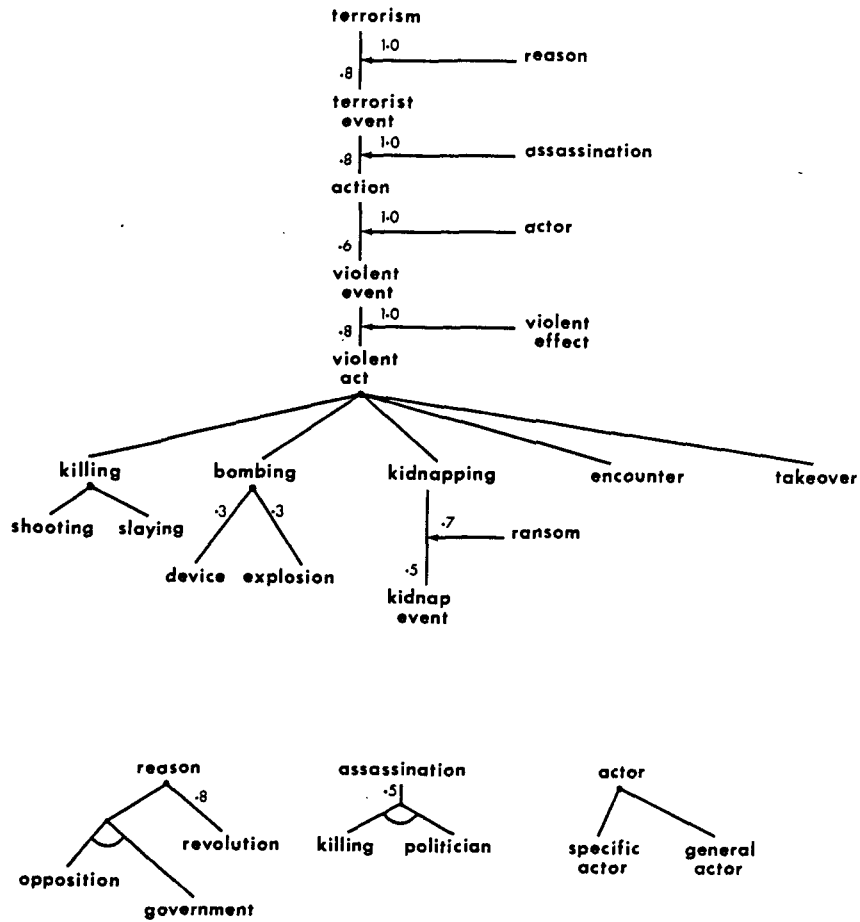 terrorism
1.0
reason
.8
terrorist
event
1.0
assassination
.8
action
1.0
actor
.6
violent
event
1.0
violent
effect
.8
violent
act
killing
bombing
kidnapping
encounter
takeover
shooting
slaying
.3
.3
.7
ransom
device
explosion
.5
kidnap
event
reason
assassination
actor
.8
.5
revolution
killing
politician
specific
actor
general
actor
opposition
government